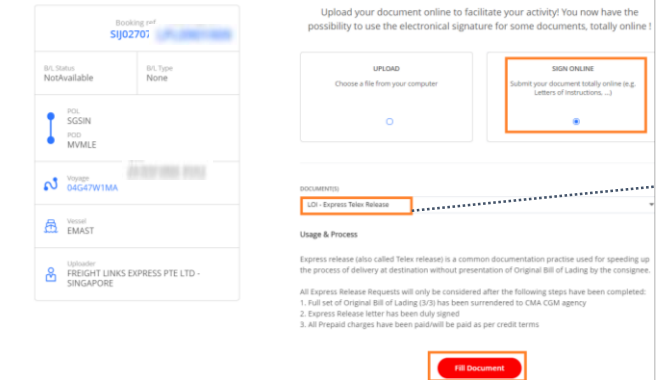 Booking ref
SIJ0270
B/L Status
NotAvailable
B/L Type
None
POL
SGSIN
POD
MVMLE
Voyage
04G47W1MA
Vessel
EMAST
Uploader
FREIGHT LINKS EXPRESS PTE LTD -
SINGAPORE
Upload your document online to facilitate your activity! You now have the
possibility to use the electronical signature for some documents, totally online !
UPLOAD
Choose a file from your computer
SIGN ONLINE
Submit your document totally online (e.g.
Letters of instructions, ...)
DOCUMENT(S)
LOI - Express Telex Release
Usage & Process
Express release (also called Telex release) is a common documentation practise used for speeding up
the process of delivery at destination without presentation of Original Bill of Lading by the consignee.
All Express Release Requests will only be considered after the following steps have been completed:
1. Full set of Original Bill of Lading (3/3) has been surrendered to CMA CGM agency
2. Express Release letter has been duly signed
3. All Prepaid charges have been paid/will be paid as per credit terms
Fill Document